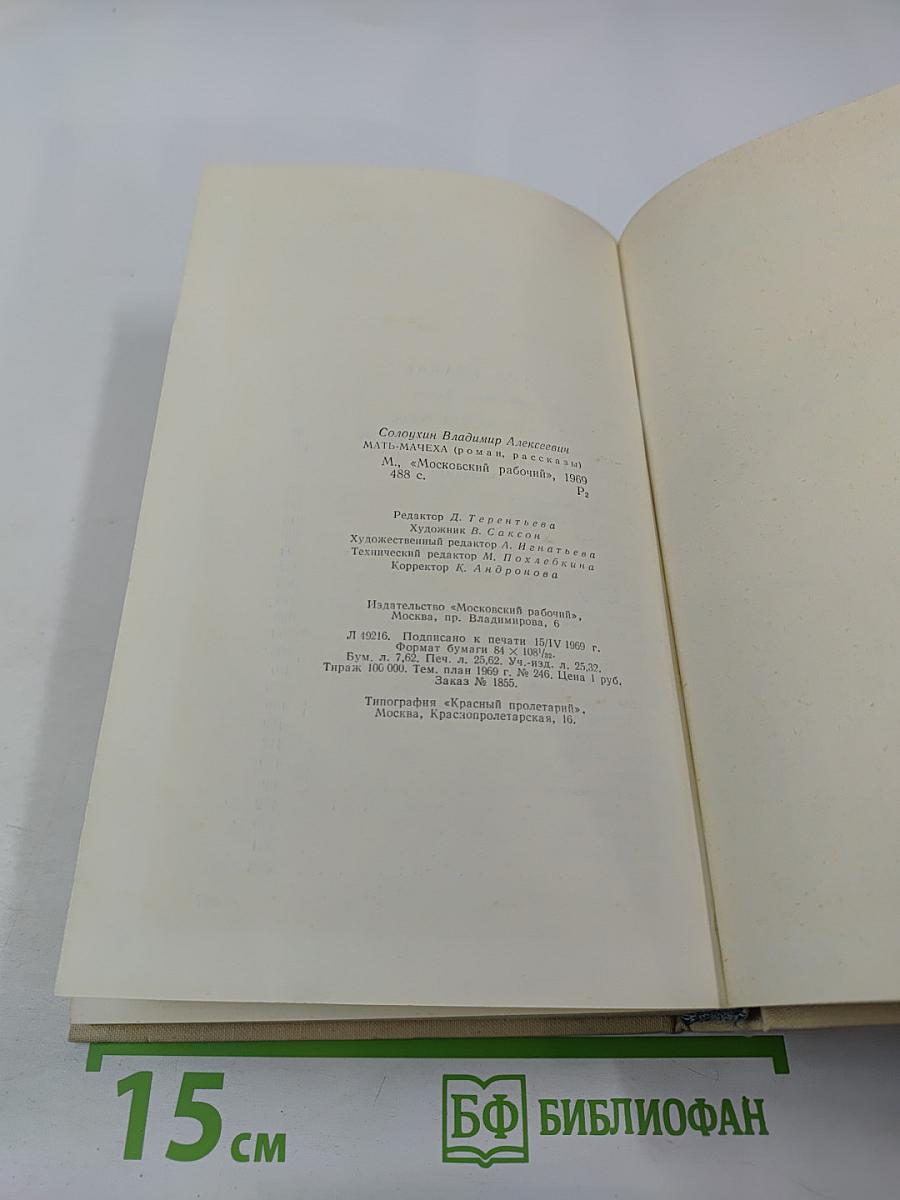 Солоухин Владимир Алексеевич
МАТЬ-МАЧЕХА (роман, рассказы)
М., «Московский рабочий», 1969
488 с.
Р2
Редактор Д. Терентьева
Художник В. Саксон
Художественный редактор А. Игнатьева
Технический редактор М. Похлебкина
Корректор К. Андронова
Издательство «Московский рабочий»,
Москва, пр. Владимирова, 6
Л 49216. Подписано к печати 15/IV 1969 г.
Формат бумаги 84 × 108 1/32.
Бум. л. 7,62. Печ. л. 25,62. Уч.-изд. л. 25,32.
Тираж 100 000. Тем. план 1969 г. № 246. Цена 1 руб.
Заказ № 1855.
Типография «Красный пролетарий».
Москва, Краснопролетарская, 16.
15 см
БФ БИБЛИОФАН